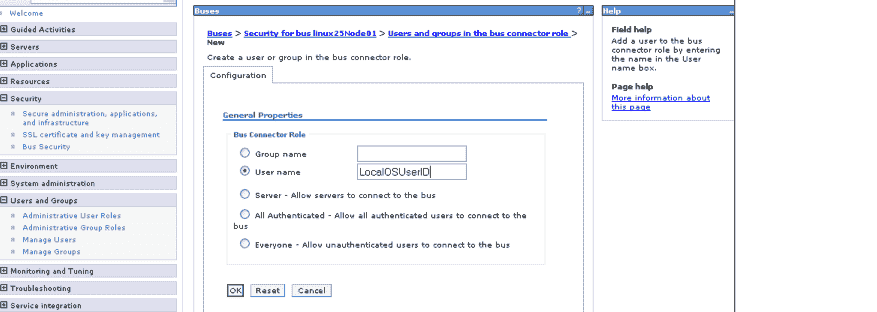 Welcome
Guided Activities
Servers
Applications
Resources
Security
Secure administration, applications,
and infrastructure
SSL certificate and key management
Bus Security
Environment
System administration
Users and Groups
Administrative User Roles
Administrative Group Roles
Manage Users
Manage Groups
Monitoring and Tuning
Troubleshooting
Service integration
Buses ? _
Buses > Security for bus linux25Node01 > Users and groups in the bus connector role >
New
Create a user or group in the bus connector role.
Configuration
General Properties
Bus Connector Role
Group name
User name LocalOSUserID
Server - Allow servers to connect to the bus
All Authenticated - Allow all authenticated users to connect to the
bus
Everyone - Allow unauthenticated users to connect to the bus
OK Reset Cancel
Help
Field help
Add a user to the bus
connector role by entering
the name in the User
name box.
Page help
More information about
this page